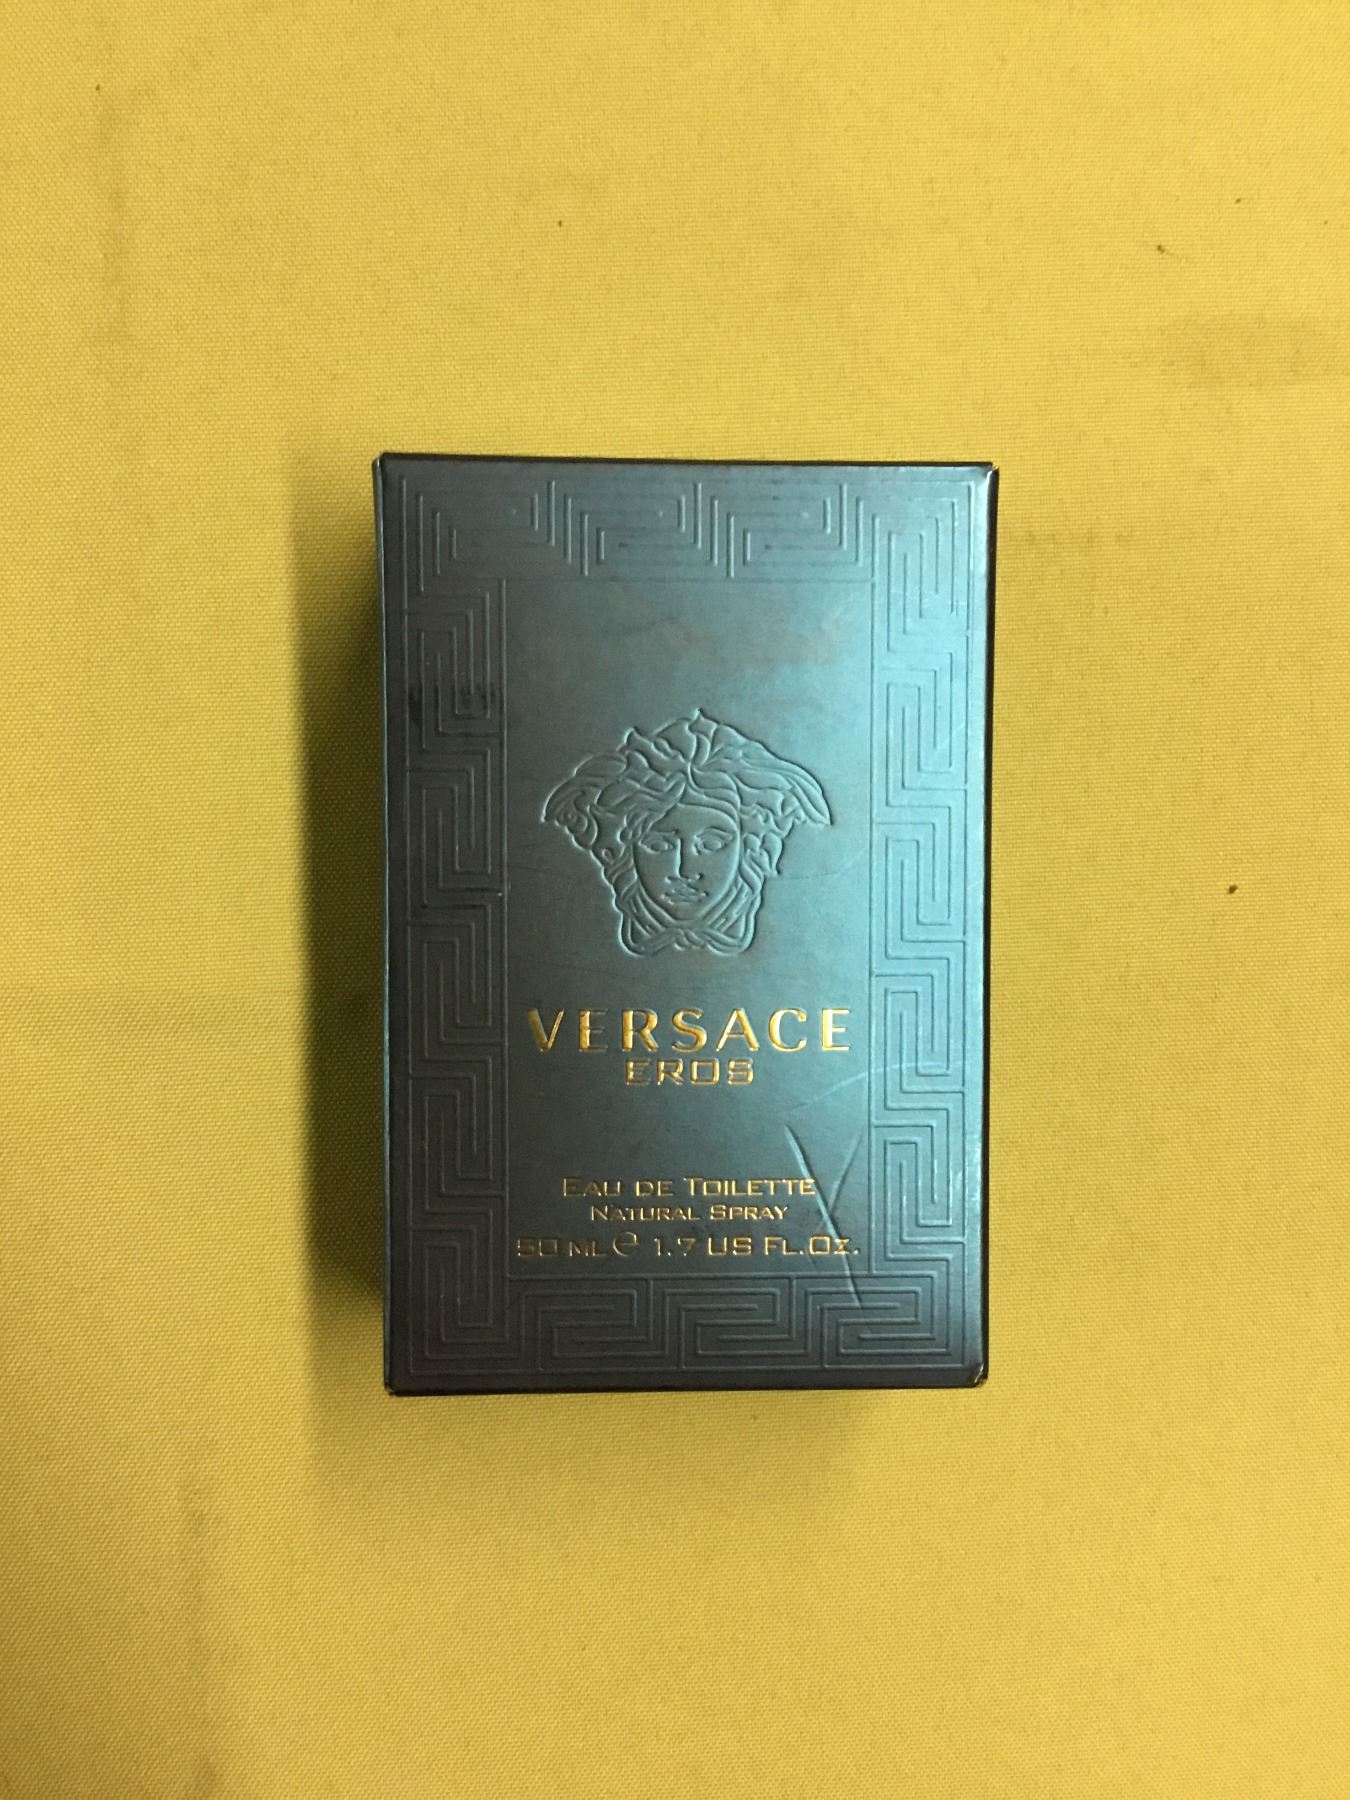 VERSACE
EROS
EAU DE TOILETTE
NATURAL SPRAY
50 ML ℮ 1.7 US FL.OZ.